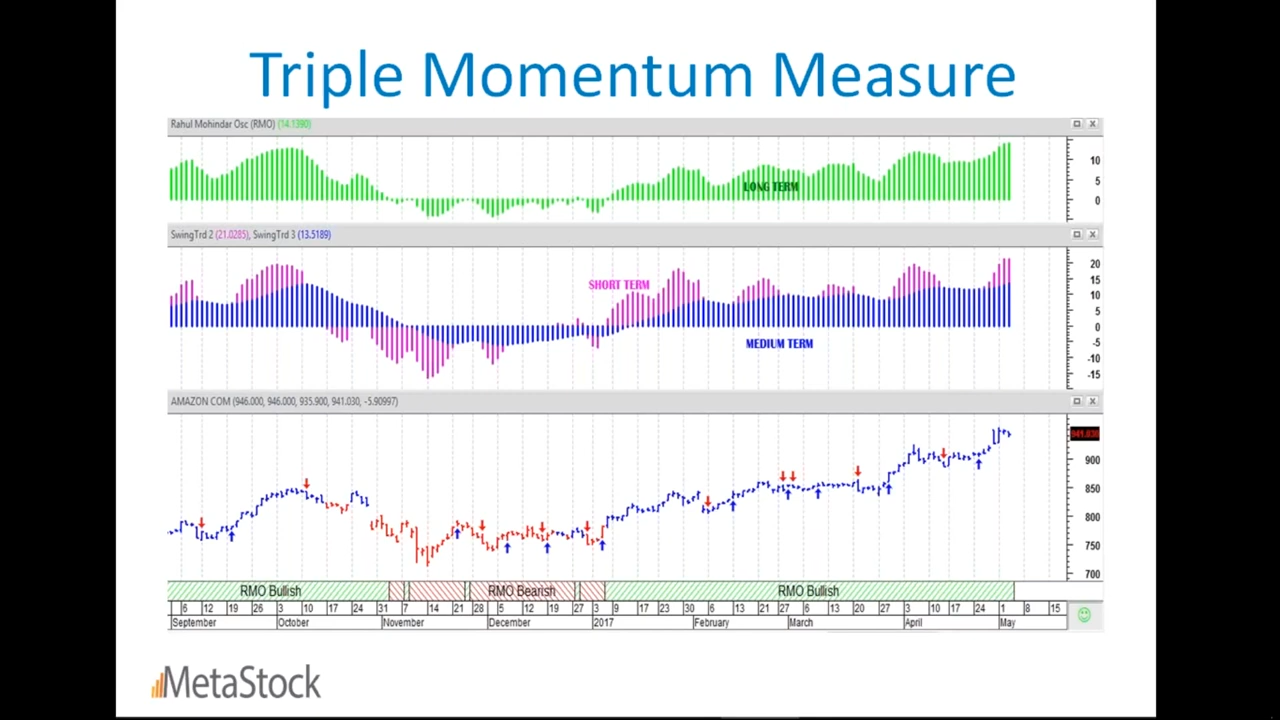 Triple Momentum Measure
Rahul Mohindar Osc (RMO) (14.1390)
10
5
0
LONG TERM
SwingTrd 2 (21.0285), SwingTrd 3 (13.5189)
20
15
10
5
0
-5
-10
-15
SHORT TERM
MEDIUM TERM
AMAZON COM (946.000, 946.000, 935.900, 941.030, -5.90997)
941.030
900
850
800
750
700
RMO Bullish RMO Bearish RMO Bullish
6 12 19 26 3 10 17 24 31 7 14 21 28 5 12 19 27 3 9 17 23 30 6 13 21 27 6 13 20 27 3 10 17 24 1 8 15
September October November December 2017 February March April May
MetaStock